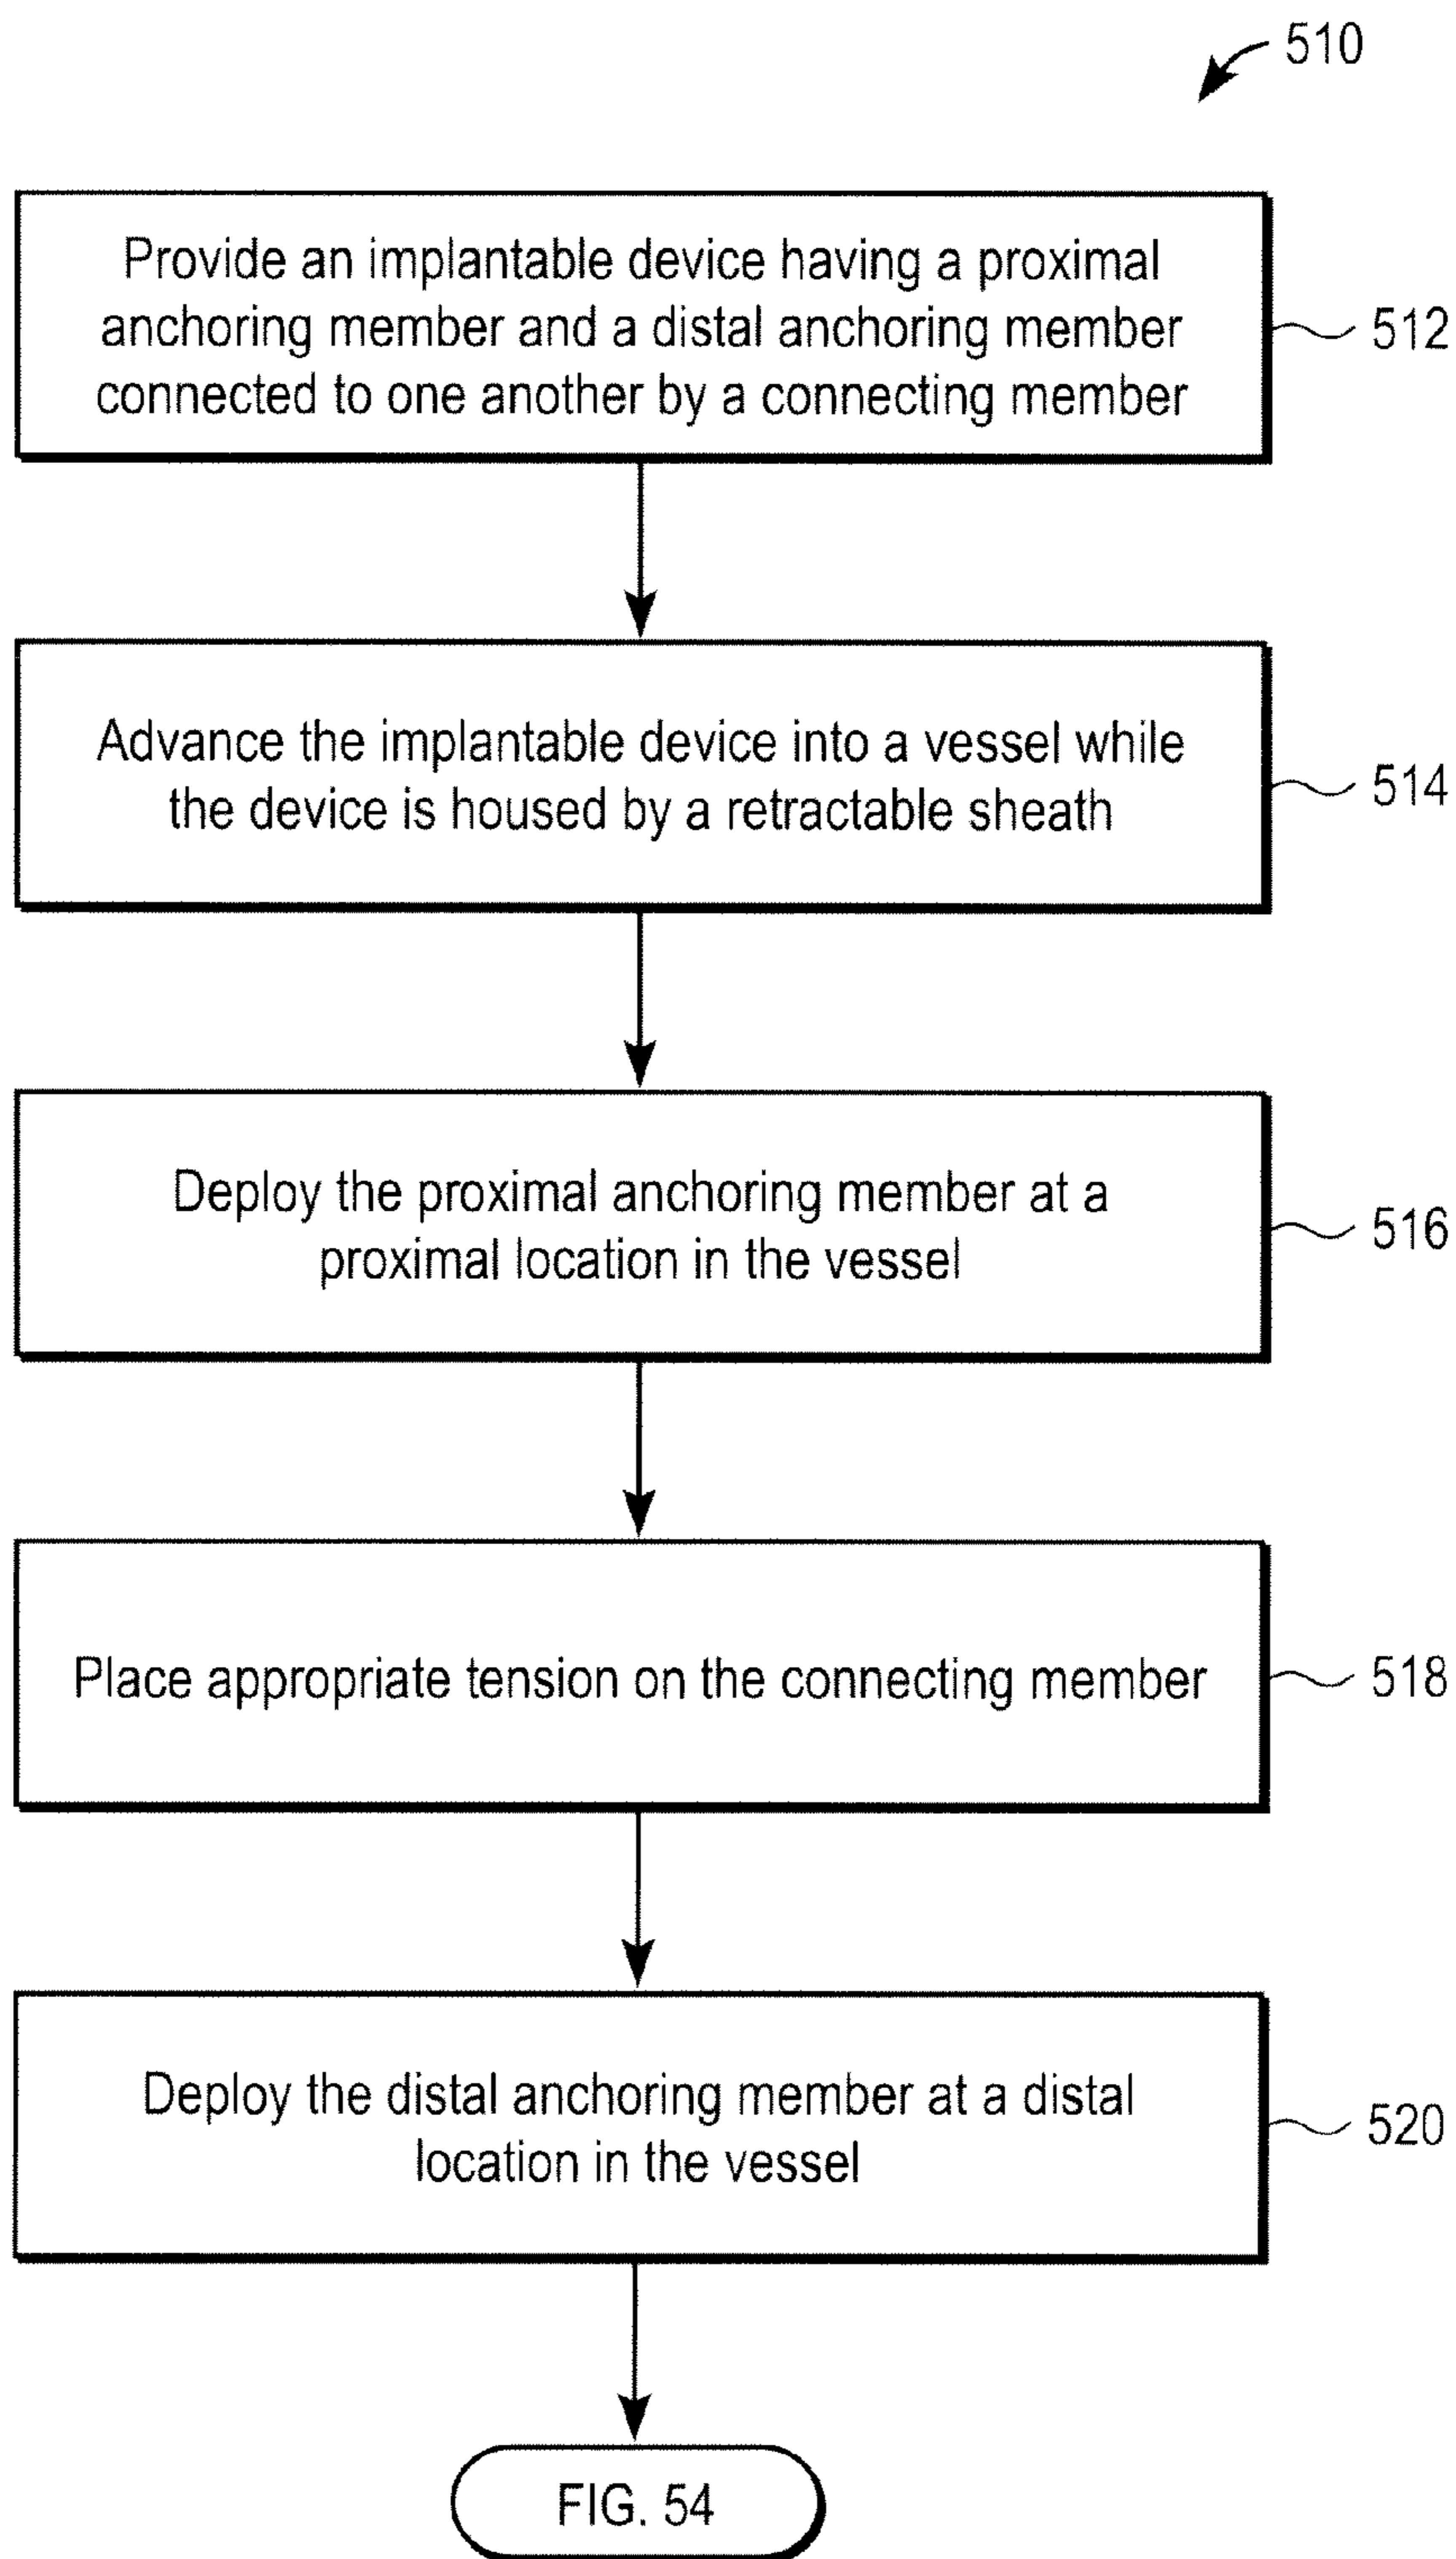 510
Provide an implantable device having a proximal
anchoring member and a distal anchoring member
connected to one another by a connecting member
512
Advance the implantable device into a vessel while
the device is housed by a retractable sheath
514
Deploy the proximal anchoring member at a
proximal location in the vessel
516
Place appropriate tension on the connecting member
518
Deploy the distal anchoring member at a distal
location in the vessel
520
FIG. 54